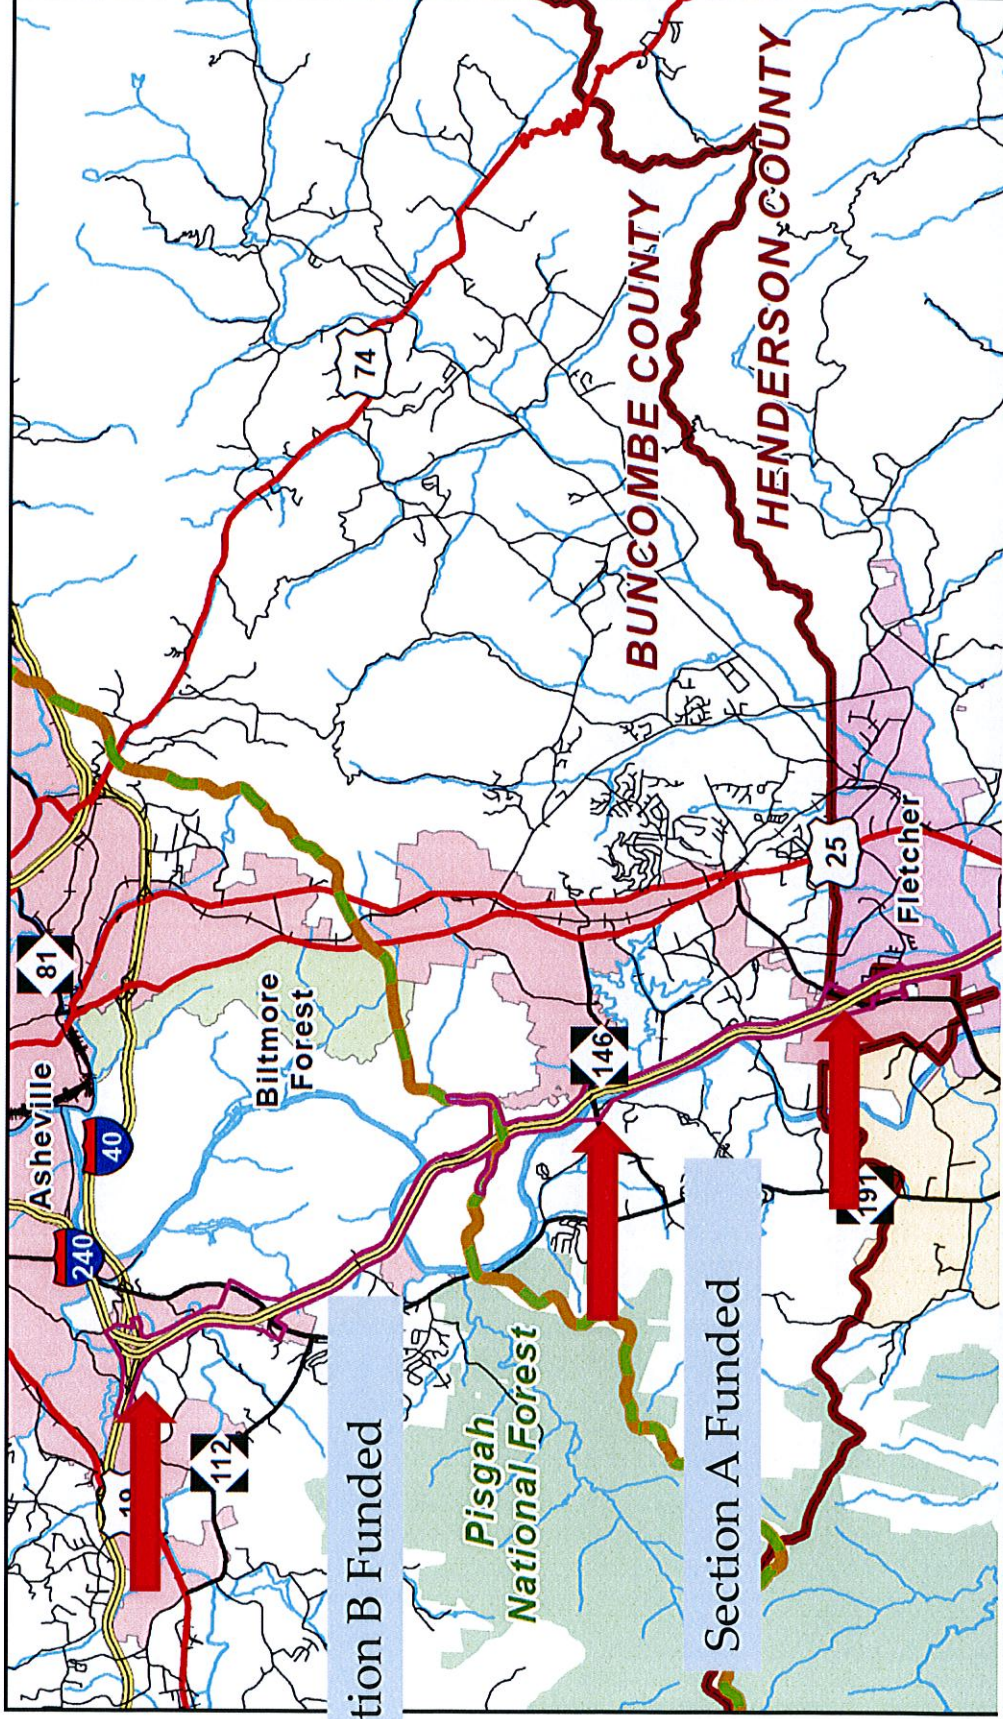 Asheville
81
240
40
19
112
Biltmore
Forest
74
tion B Funded
Pisgah
National Forest
146
BUNCOMBE COUNTY
Section A Funded
HENDERSON COUNTY
25
191
Fletcher